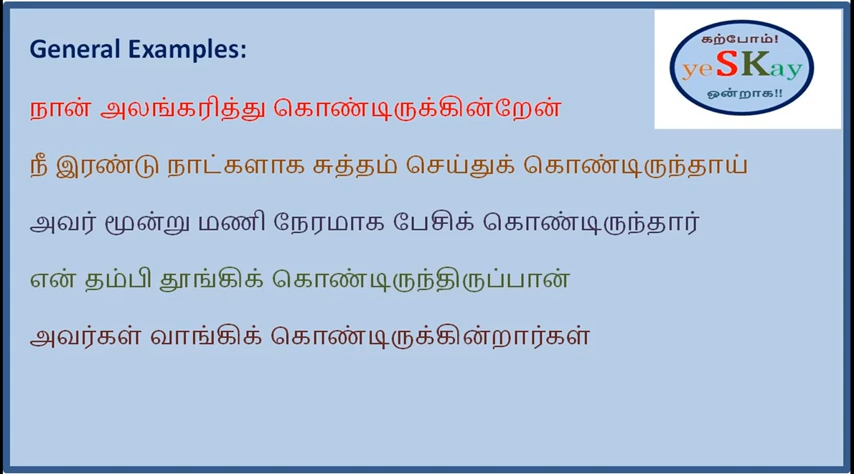 General Examples:
கற்போம்!
yeSKay
ஒன்றாக!!
நான் அலங்கரித்து கொண்டிருக்கின்றேன்
நீ இரண்டு நாட்களாக சுத்தம் செய்துக் கொண்டிருந்தாய்
அவர் மூன்று மணி நேரமாக பேசிக் கொண்டிருந்தார்
என் தம்பி தூங்கிக் கொண்டிருந்திருப்பான்
அவர்கள் வாங்கிக் கொண்டிருக்கின்றார்கள்